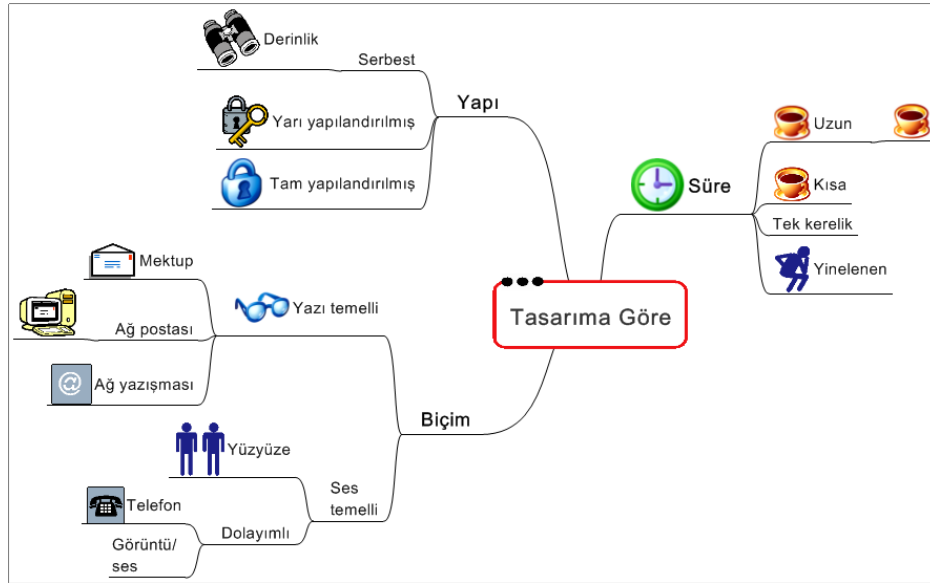 Derinlik
Serbest
Yapı
Yarı yapılandırılmış
Tam yapılandırılmış
Uzun
Süre
Kısa
Tek kerelik
Yinelenen
Tasarıma Göre
Mektup
Yazı temelli
Ağ postası
@
Ağ yazışması
Biçim
Yüzyüze
Ses
temelli
Telefon
Dolayımlı
Görüntü/
ses